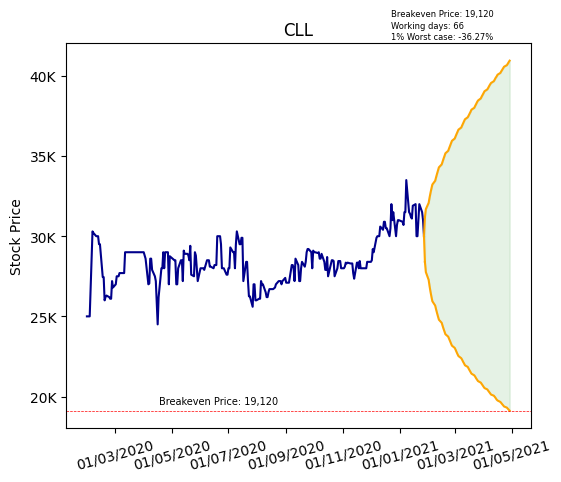 Breakeven Price: 19,120
Working days: 66
1% Worst case: -36.27%
CLL
Stock Price
40K
35K
30K
25K
20K
Breakeven Price: 19,120
01/03/2020
01/05/2020
01/07/2020
01/09/2020
01/11/2020
01/01/2021
01/03/2021
01/05/2021